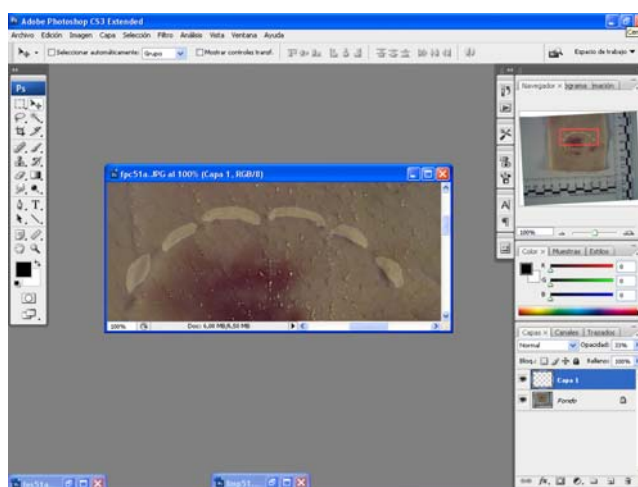 Adobe Photoshop CS3 Extended
Archivo Edición Imagen Capa Selección Filtro Análisis Vista Ventana Ayuda
Seleccionar automáticamente: Grupo Mostrar controles transf. Espacio de trabajo
Ps
Navegador x
100%
fpc51a.JPG al 100% (Capa 1, RGB/8)
100% Doc: 6,00 MB/6,50 MB
Color x Muestras Estilos
R 0
G 0
B 0
Capas x Canales Trazados
Normal Opacidad: 33%
Bloq.: Relleno: 100%
Capa 1
Fondo